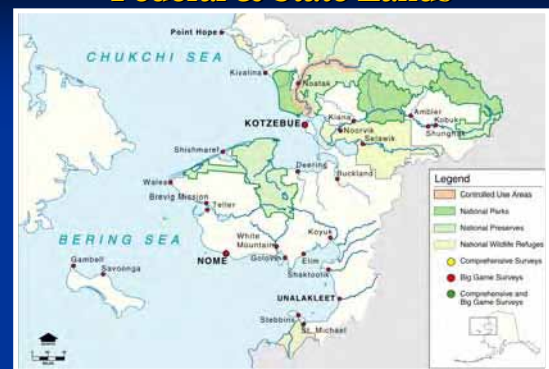 Federal & State Lands
Point Hope
CHUKCHI SEA
Kivalina
Noatak
Ambler
Kobuk
Kiana
KOTZEBUE
Noorvik
Shungnak
Selawik
Shishmaref
Deering
Buckland
Wales
Brevig Mission
Teller
BERING SEA
White
Mountain
Koyuk
Gambell
Savoonga
NOME
Golovin
Elim
Shaktoolik
UNALAKLEET
Stebbins
St. Michael
Legend
Controlled Use Areas
National Parks
National Preserves
National Wildlife Refuges
Comprehensive Surveys
Big Game Surveys
Comprehensive and
Big Game Surveys